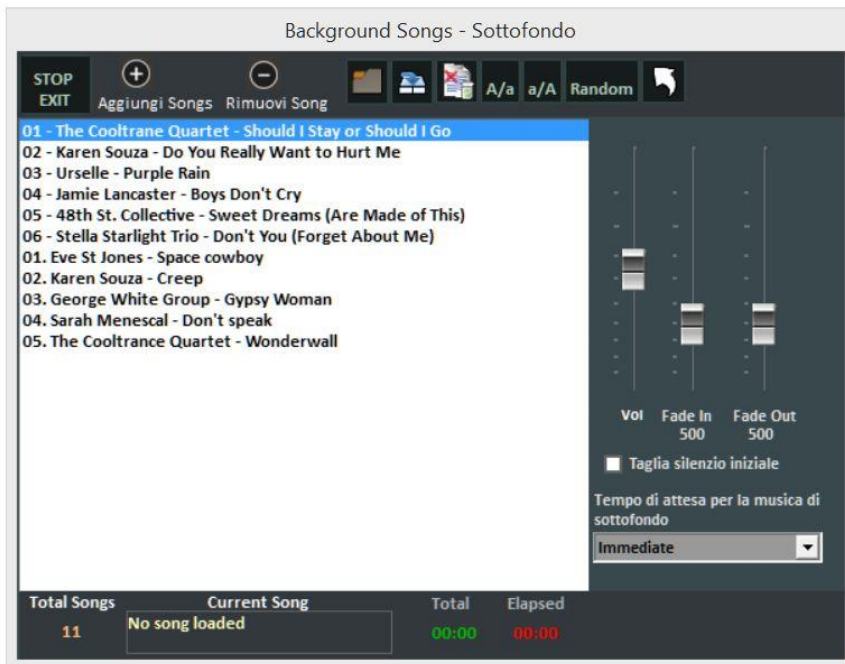 Background Songs - Sottofondo
STOP
EXIT
Aggiungi Songs
Rimuovi Song
A/a
a/A
Random
01 - The Cooltrane Quartet - Should I Stay or Should I Go
02 - Karen Souza - Do You Really Want to Hurt Me
03 - Urselle - Purple Rain
04 - Jamie Lancaster - Boys Don't Cry
05 - 48th St. Collective - Sweet Dreams (Are Made of This)
06 - Stella Starlight Trio - Don't You (Forget About Me)
01. Eve St Jones - Space cowboy
02. Karen Souza - Creep
03. George White Group - Gypsy Woman
04. Sarah Menescal - Don't speak
05. The Cooltrance Quartet - Wonderwall
Vol
Fade In
500
Fade Out
500
Taglia silenzio iniziale
Tempo di attesa per la musica di
sottofondo
Immediate
Total Songs
11
Current Song
No song loaded
Total
00:00
Elapsed
00:00